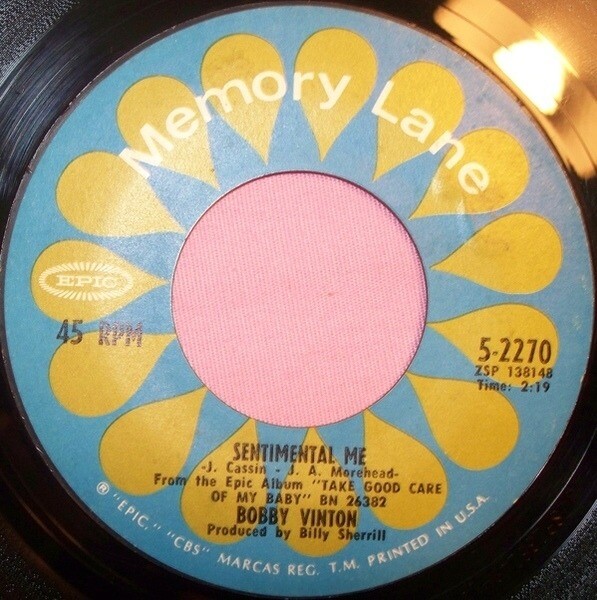 Memory Lane
EPIC
45 RPM
5-2270
ZSP 138148
Time: 2:19
SENTIMENTAL ME
-J. Cassin - J. A. Morehead-
From the Epic Album "TAKE GOOD CARE
OF MY BABY" BN 26382
BOBBY VINTON
Produced by Billy Sherrill
® "EPIC," "CBS" MARCAS REG. T.M. PRINTED IN U.S.A.